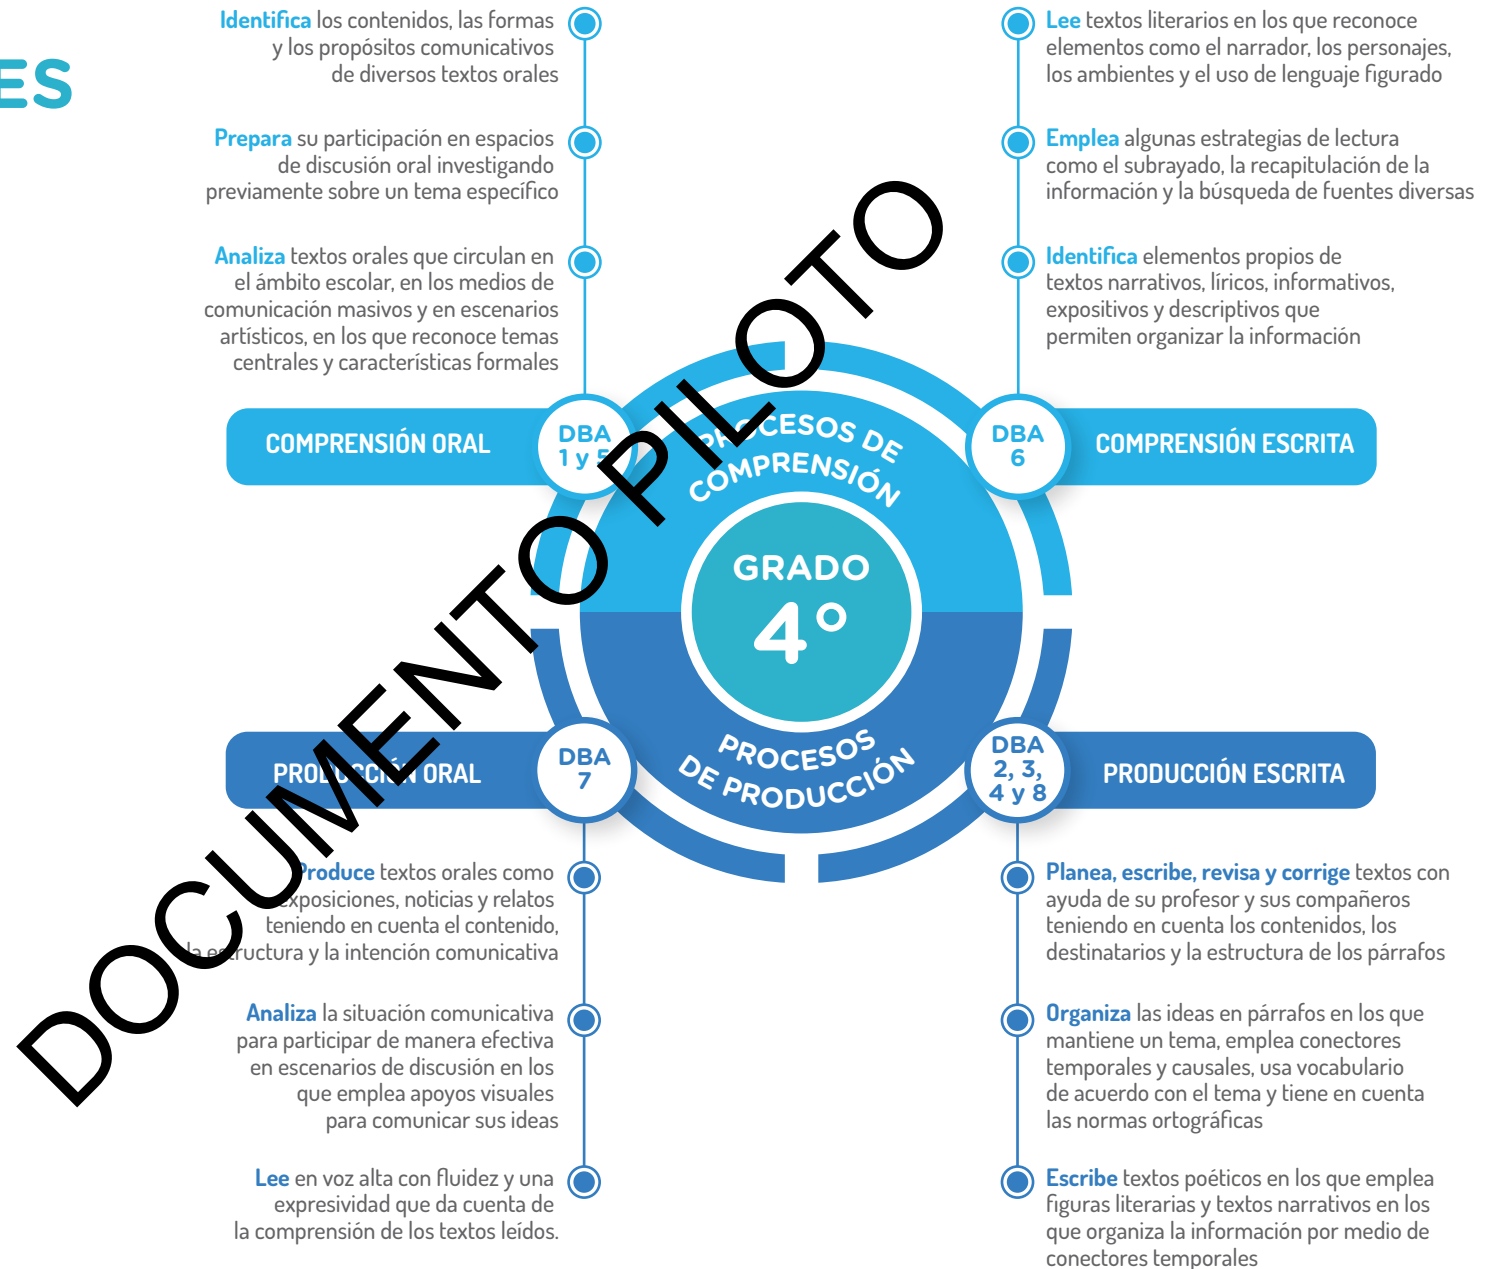 ES
Identifica los contenidos, las formas
y los propósitos comunicativos
de diversos textos orales
Prepara su participación en espacios
de discusión oral investigando
previamente sobre un tema específico
Analiza textos orales que circulan en
el ámbito escolar, en los medios de
comunicación masivos y en escenarios
artísticos, en los que reconoce temas
centrales y características formales
COMPRENSIÓN ORAL
DBA
1 y 5
Lee textos literarios en los que reconoce
elementos como el narrador, los personajes,
los ambientes y el uso de lenguaje figurado
Emplea algunas estrategias de lectura
como el subrayado, la recapitulación de la
información y la búsqueda de fuentes diversas
Identifica elementos propios de
textos narrativos, líricos, informativos,
expositivos y descriptivos que
permiten organizar la información
DBA
6
COMPRENSIÓN ESCRITA
PROCESOS DE
COMPRENSIÓN
GRADO
4°
PROCESOS
DE PRODUCCIÓN
PRODUCCIÓN ORAL
DBA
7
Produce textos orales como
exposiciones, noticias y relatos
teniendo en cuenta el contenido,
la estructura y la intención comunicativa
Analiza la situación comunicativa
para participar de manera efectiva
en escenarios de discusión en los
que emplea apoyos visuales
para comunicar sus ideas
Lee en voz alta con fluidez y una
expresividad que da cuenta de
la comprensión de los textos leídos.
DBA
2, 3,
4 y 8
PRODUCCIÓN ESCRITA
Planea, escribe, revisa y corrige textos con
ayuda de su profesor y sus compañeros
teniendo en cuenta los contenidos, los
destinatarios y la estructura de los párrafos
Organiza las ideas en párrafos en los que
mantiene un tema, emplea conectores
temporales y causales, usa vocabulario
de acuerdo con el tema y tiene en cuenta
las normas ortográficas
Escribe textos poéticos en los que emplea
figuras literarias y textos narrativos en los
que organiza la información por medio de
conectores temporales
DOCUMENTO PILOTO